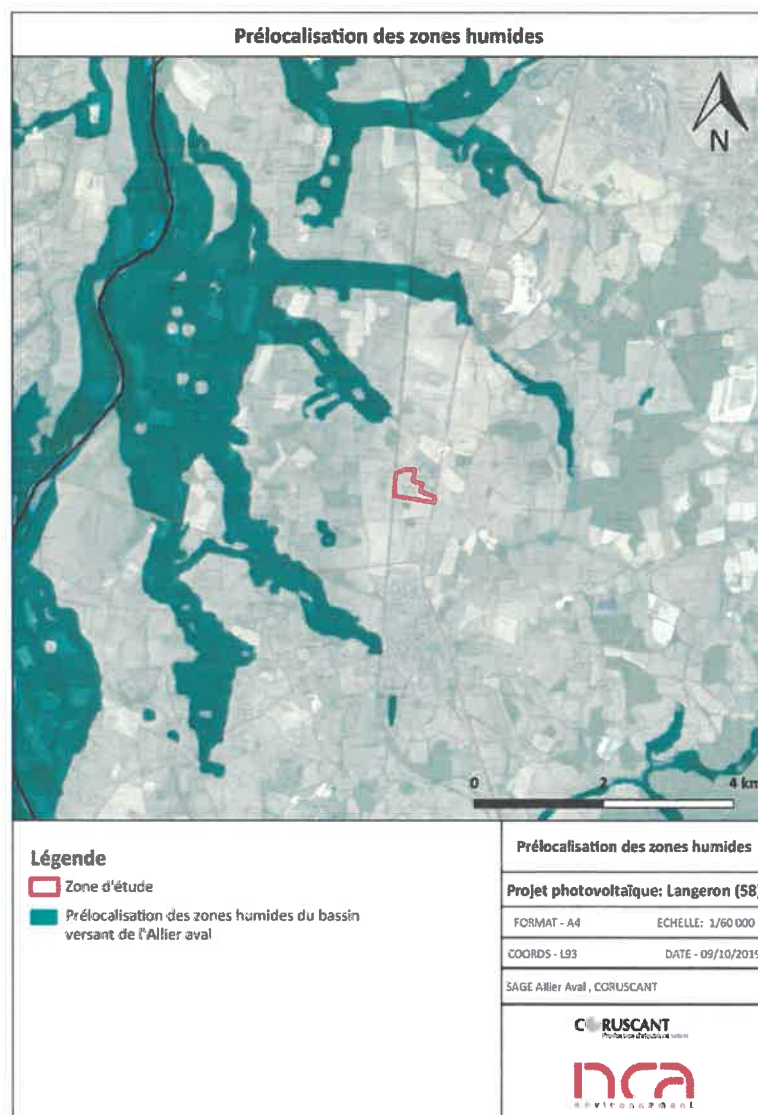 Prélocalisation des zones humides
N
0 2 4 km
Légende
Zone d'étude
Prélocalisation des zones humides du bassin
versant de l'Allier aval
Prélocalisation des zones humides
Projet photovoltaïque: Langeron (58)
FORMAT - A4 ECHELLE: 1/60 000
COORDS - L93 DATE - 09/10/2019
SAGE Allier Aval , CORUSCANT
CORUSCANT
nca
environnement